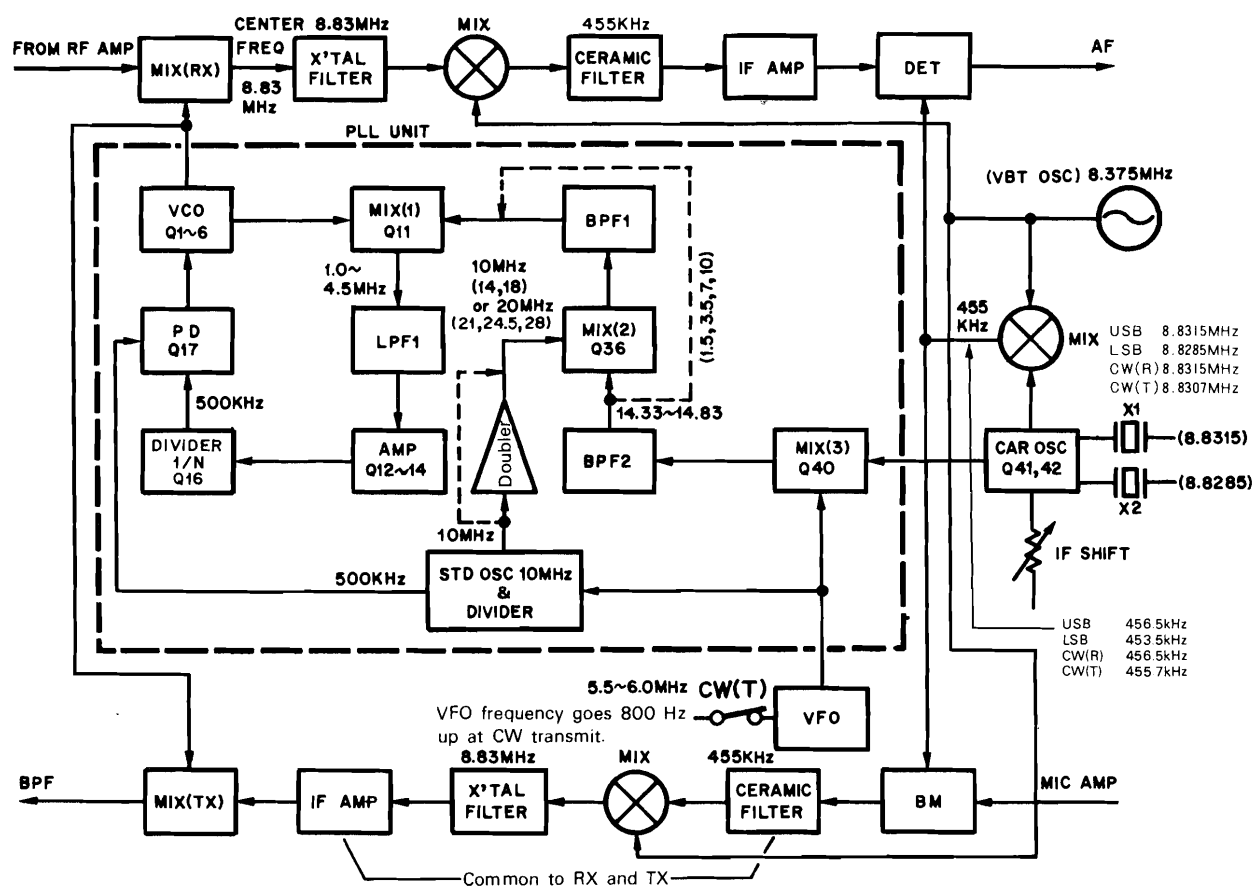 CENTER 8.83MHz
FREQ
MIX
455KHz
FROM RF AMP
MIX(RX)
8.83
MHz
X'TAL
FILTER
CERAMIC
FILTER
IF AMP
DET
AF
PLL UNIT
(VBT OSC) 8.375MHz
VCO
Q1~6
MIX(1)
Q11
BPF1
1.0~
4.5MHz
10MHz
(14,18)
or 20MHz
(21,24.5,28)
(1.5, 3.5, 7, 10)
PD
Q17
LPF1
MIX(2)
Q36
455
KHz
MIX
USB 8.8315MHz
LSB 8.8285MHz
CW(R) 8.8315MHz
CW(T) 8.8307MHz
500KHz
14.33~14.83
X1
(8.8315)
DIVIDER
1/N
Q16
AMP
Q12~14
Doubler
BPF2
MIX(3)
Q40
CAR OSC
Q41,42
(8.8285)
X2
10MHz
IF SHIFT
500KHz
STD OSC 10MHz
&
DIVIDER
USB 456.5kHz
LSB 453.5kHz
CW(R) 456.5kHz
CW(T) 455.7kHz
5.5~6.0MHz
CW(T)
VFO
VFO frequency goes 800 Hz
up at CW transmit.
8.83MHz
MIX
455KHz
BPF
MIX(TX)
IF AMP
X'TAL
FILTER
CERAMIC
FILTER
BM
MIC AMP
Common to RX and TX